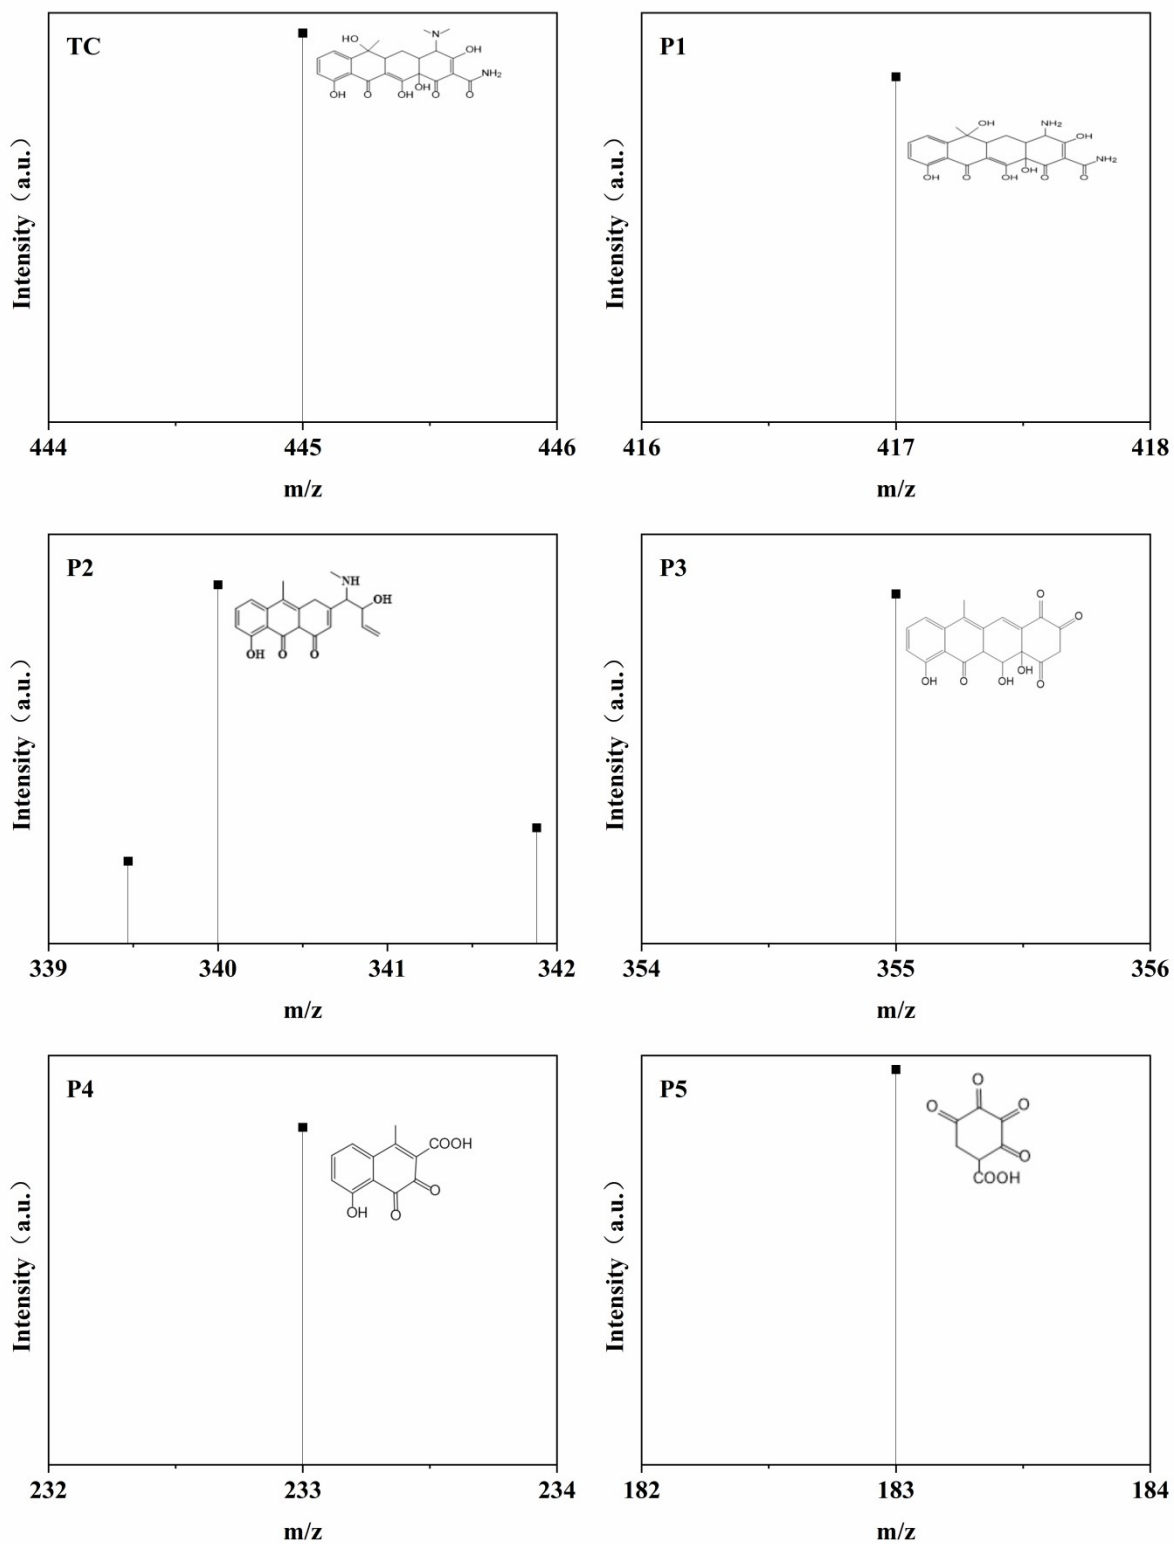 TC
HO
N
OH
NH2
OH
O
OH
OH
O
O
Intensity（a.u.）
444
445
446
m/z
P1
OH
NH2
OH
NH2
OH
O
OH
OH
O
O
Intensity（a.u.）
416
417
418
m/z
P2
NH
OH
OH
O
O
Intensity（a.u.）
339
340
341
342
m/z
P3
O
O
OH
O
OH
OH
O
Intensity（a.u.）
354
355
356
m/z
P4
COOH
O
OH
O
Intensity（a.u.）
232
233
234
m/z
P5
O
O
O
O
COOH
Intensity（a.u.）
182
183
184
m/z